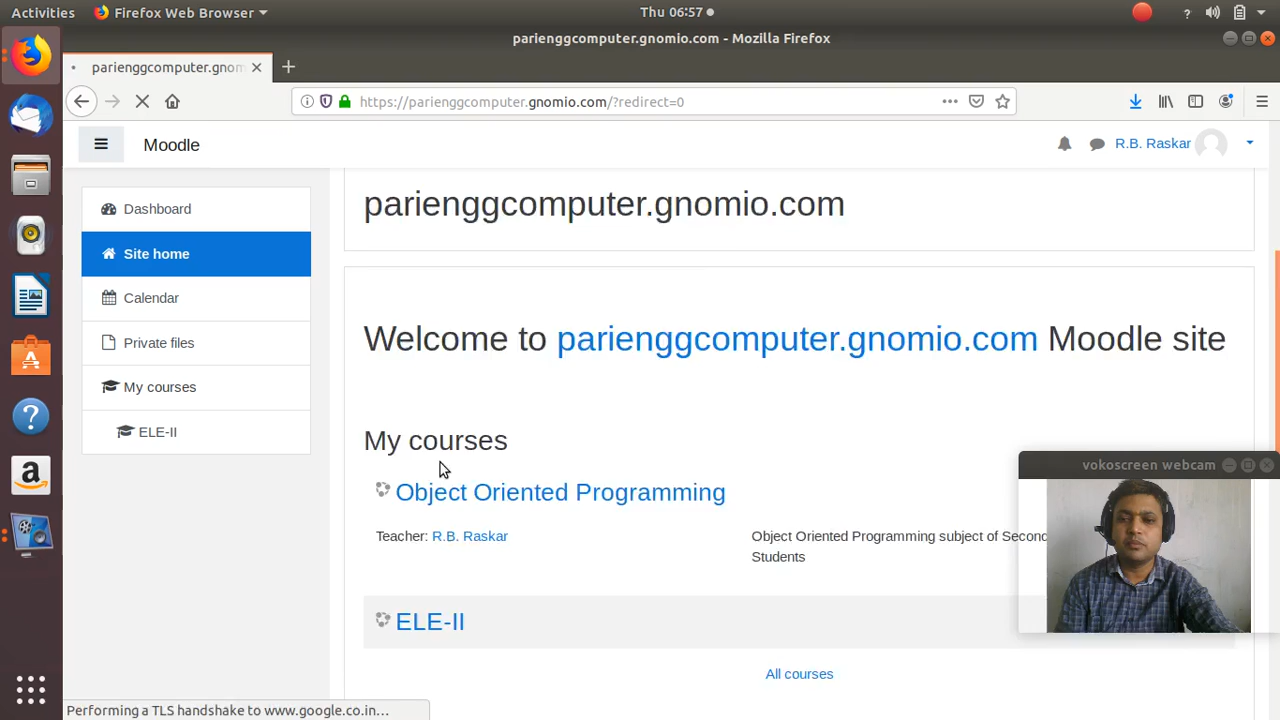 Activities
Firefox Web Browser
Thu 06:57
parienggcomputer.gnomio.com - Mozilla Firefox
parienggcomputer.gnom
https://parienggcomputer.gnomio.com/?redirect=0
Moodle
R.B. Raskar
Dashboard
Site home
Calendar
Private files
My courses
ELE-II
parienggcomputer.gnomio.com
Welcome to parienggcomputer.gnomio.com Moodle site
My courses
Object Oriented Programming
Teacher: R.B. Raskar
Object Oriented Programming subject of Second
Students
ELE-II
All courses
vokoscreen webcam
Performing a TLS handshake to www.google.co.in…